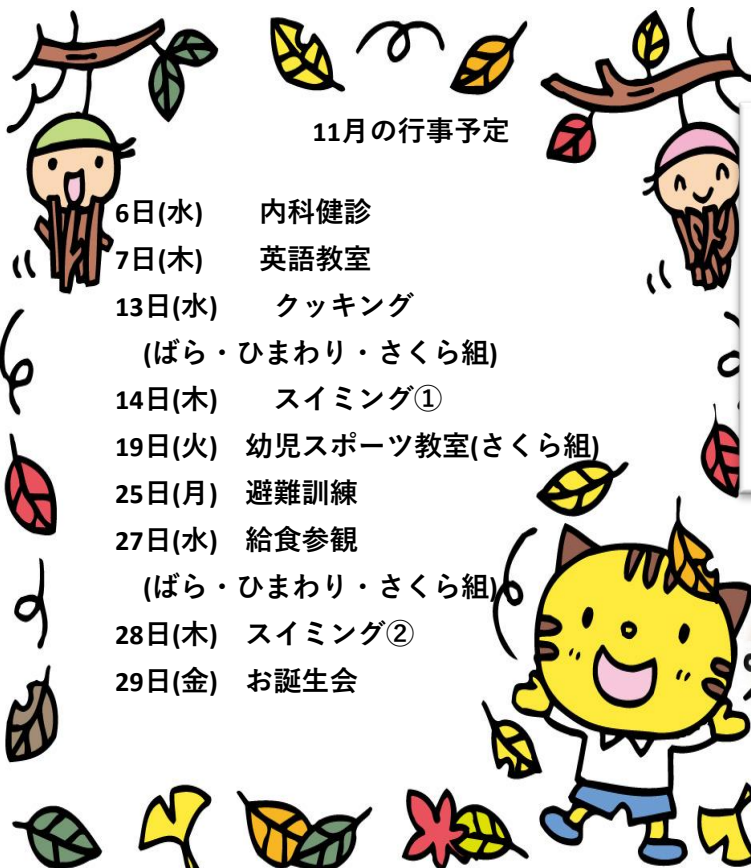 11月の行事予定
6日(水)　　内科健診
7日(木)　　英語教室
13日(水)　　クッキング
(ばら・ひまわり・さくら組)
14日(木)　　スイミング①
19日(火)　幼児スポーツ教室(さくら組)
25日(月)　避難訓練
27日(水)　給食参観
(ばら・ひまわり・さくら組)
28日(木)　スイミング②
29日(金)　お誕生会